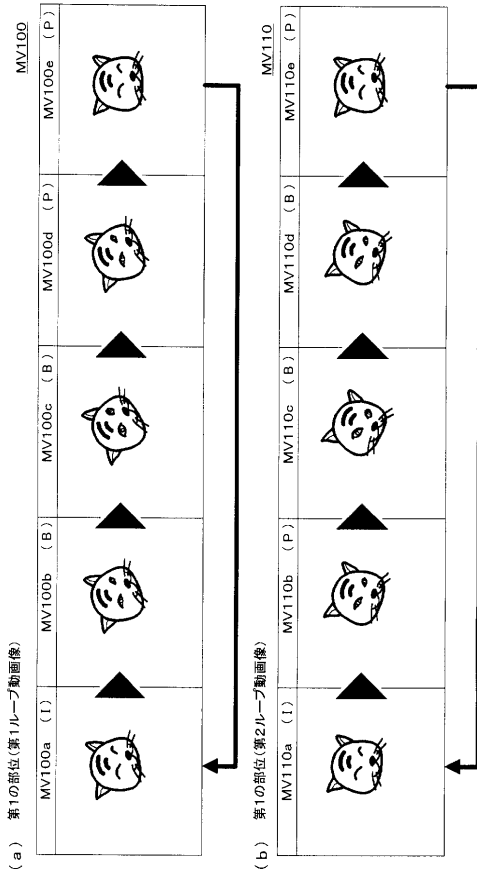 (a) 第1の部位(第1ループ動画像)
MV100
MV100a (I)
MV100b (B)
MV100c (B)
MV100d (P)
MV100e (P)
(b) 第1の部位(第2ループ動画像)
MV110
MV110a (I)
MV110b (P)
MV110c (B)
MV110d (B)
MV110e (P)